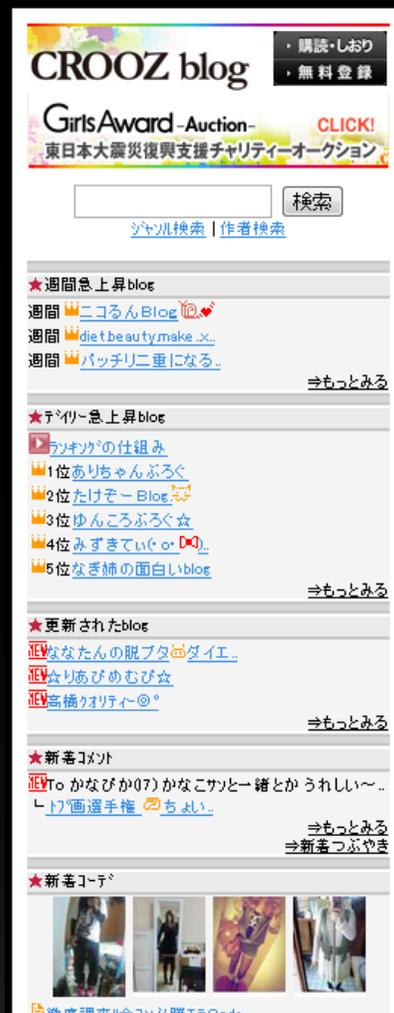 CROOZ blog
・購読・しおり
・無料登録
GirlsAward -Auction- CLICK!
東日本大震災復興支援チャリティーオークション
検索
ｼﾞｬﾝﾙ検索 | 作者検索
★週間急上昇blog
週間 ニコるんBlog
週間 diet.beauty.make .x..
週間 パッチリ二重になる..
⇒もっとみる
★ﾃﾞｲﾘｰ急上昇blog
ﾗﾝｷﾝｸﾞの仕組み
1位ありちゃんぶろぐ
2位たけぞー Blog.
3位ゆんころぶろぐ☆
4位みずきてぃ(･ o･ )..
5位なぎ姉の面白いblog
⇒もっとみる
★更新されたblog
NEWななたんの脱ブタダイエ..
NEW☆りあぴめむぴ☆
NEW高橋ｸｵﾘﾃｨｰ◎°
⇒もっとみる
★新着ｺﾒﾝﾄ
NEWTo かなぴか(17) かなこｻﾝと一緒とか うれしい～..
┗ ﾄﾌﾟ画選手権 ちょい..
⇒もっとみる
⇒新着つぶやき
★新着ｺｰﾃﾞ